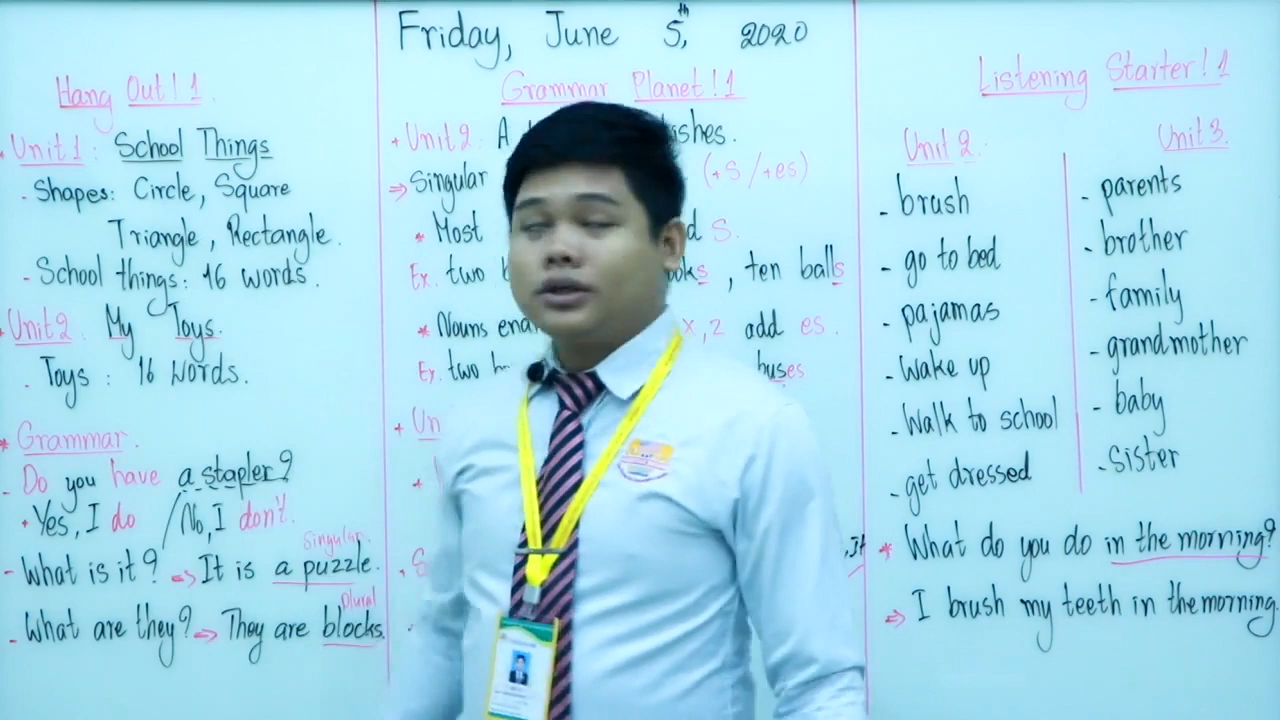 Friday, June 5th, 2020
Hang Out! 1
Unit 1: School Things
- Shapes: Circle, Square
Triangle, Rectangle.
- School things: 16 words.
Unit 2. My Toys.
- Toys : 16 words.
* Grammar.
- Do you have a stapler?
+ Yes, I do / No, I don't.
singular.
- What is it? => It is a puzzle.
Plural
- What are they? => They are blocks.
Grammar Planet! 1
+ Unit 2: A ishes.
=> Singular (+s/+es)
* Most d s.
Ex. two ooks, ten balls
* Nouns x, z add es.
Ex. two buses
+ Un
, It
Listening Starter! 1
Unit 2.
- brush
- go to bed
- pajamas
- Wake up
- Walk to school
- get dressed
Unit 3.
- parents
- brother
- family
- grandmother
- baby
- sister
* What do you do in the morning?
=> I brush my teeth in the morning.